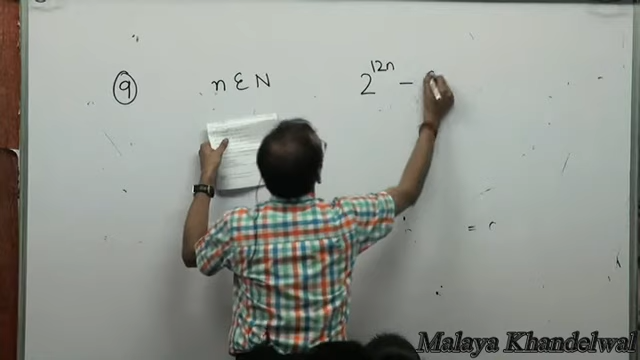 ⑨ n ∈ N 2^{12n} -
= r
Malaya Khandelwal